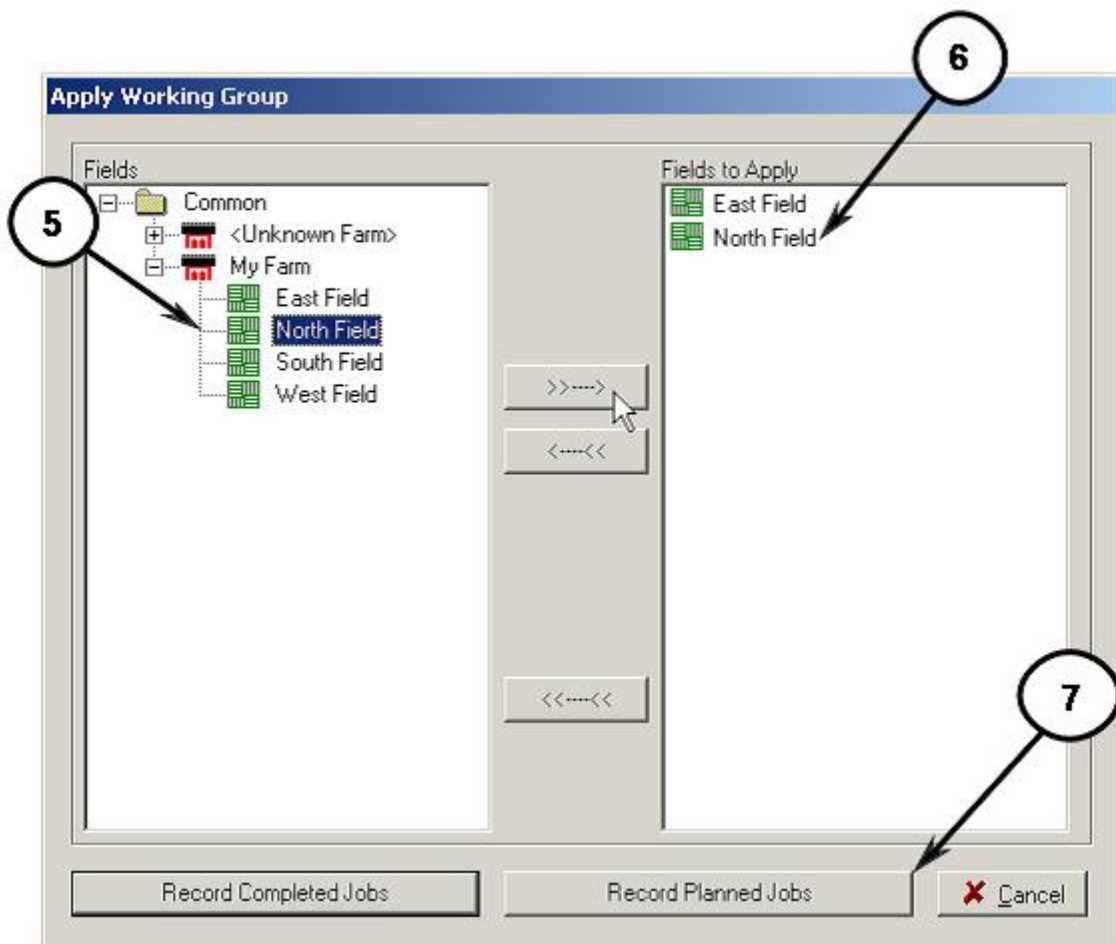 6
Apply Working Group
Fields
Fields to Apply
5
Common
<Unknown Farm>
My Farm
East Field
North Field
South Field
West Field
East Field
North Field
>>---->
<----<<
<<----<<
7
Record Completed Jobs
Record Planned Jobs
Cancel